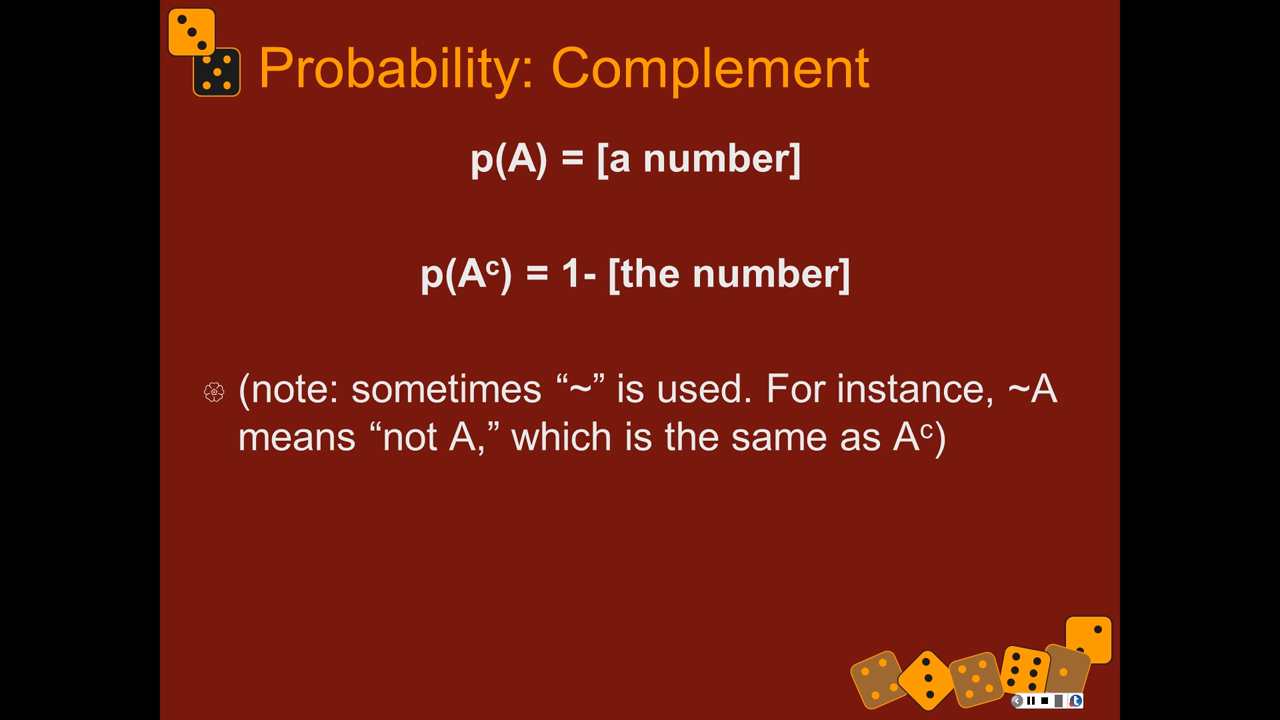 Probability: Complement
p(A) = [a number]
p(Aᶜ) = 1- [the number]
(note: sometimes “~” is used. For instance, ~A
means “not A,” which is the same as Aᶜ)